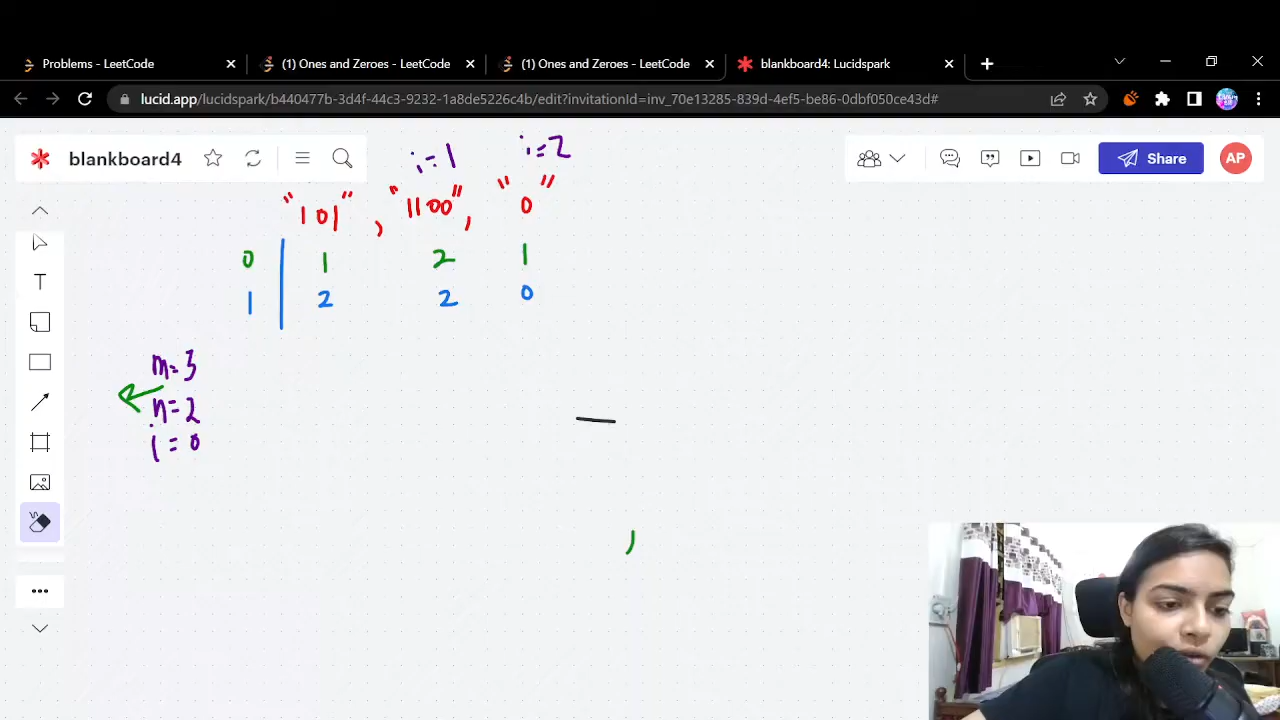 Problems - LeetCode
(1) Ones and Zeroes - LeetCode
(1) Ones and Zeroes - LeetCode
blankboard4: Lucidspark
lucid.app/lucidspark/b440477b-3d4f-44c3-9232-1a8de5226c4b/edit?invitationId=inv_70e13285-839d-4ef5-be86-0dbf050ce43d#
blankboard4
Share
AP
T
i=1 i=2
"101", "1100", "0"
0 1 2 1
1 2 2 0
m=3
n=2
i=0